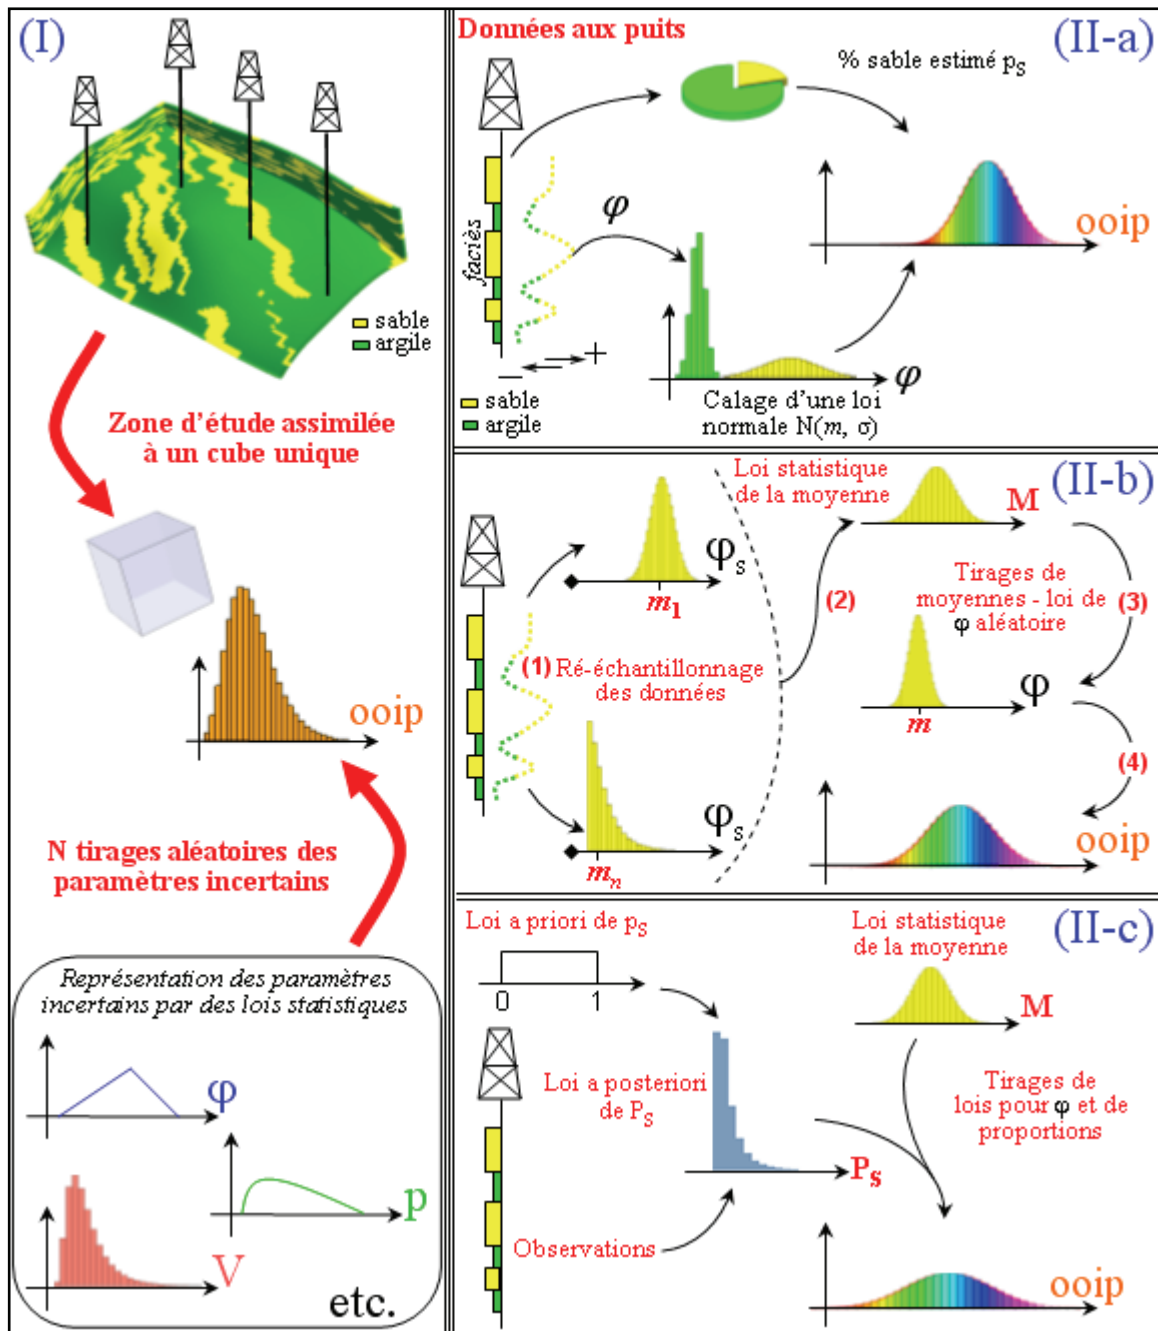 (I)
sable
argile
Zone d'étude assimilée
à un cube unique
ooip
N tirages aléatoires des
paramètres incertains
Représentation des paramètres
incertains par des lois statistiques
φ
p
V
etc.
Données aux puits
(II-a)
% sable estimé pS
faciès
φ
ooip
− +
φ
sable
argile
Calage d'une loi
normale N(m, σ)
(II-b)
Loi statistique
de la moyenne
M
φs
m1
(2)
Tirages de
moyennes - loi de
φ aléatoire
(3)
(1) Ré-échantillonnage
des données
φ
m
(4)
φs
mn
ooip
(II-c)
Loi a priori de pS
0 1
Loi statistique
de la moyenne
M
Loi a posteriori
de PS
Tirages de
lois pour φ et de
proportions
PS
Observations
ooip